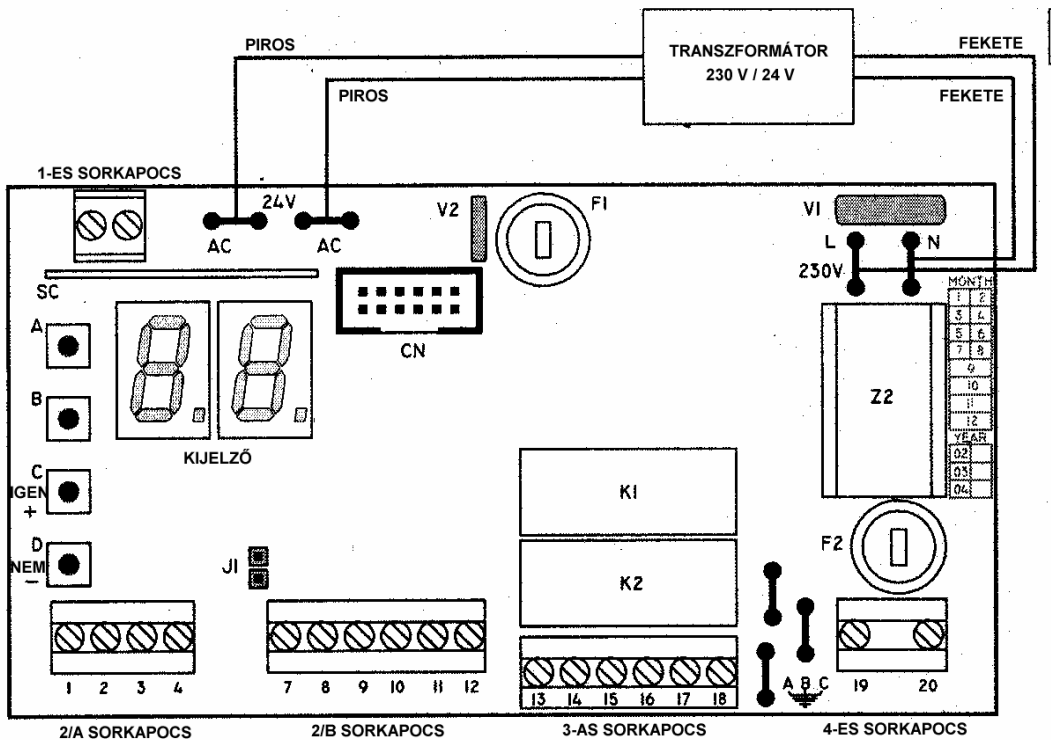 PIROS
TRANSZFORMÁTOR
230 V / 24 V
FEKETE
PIROS
FEKETE
1-ES SORKAPOCS
24V
AC
AC
V2
F1
V1
L
N
230V
SC
CN
A
B
C
IGEN
+
D
NEM
–
KIJELZŐ
J1
K1
K2
Z2
F2
MONTH
1 2
3 4
5 6
7 8
9
10
11
12
YEAR
02
03
04
1 2 3 4
7 8 9 10 11 12
13 14 15 16 17 18
A B C
19 20
2/A SORKAPOCS
2/B SORKAPOCS
3-AS SORKAPOCS
4-ES SORKAPOCS